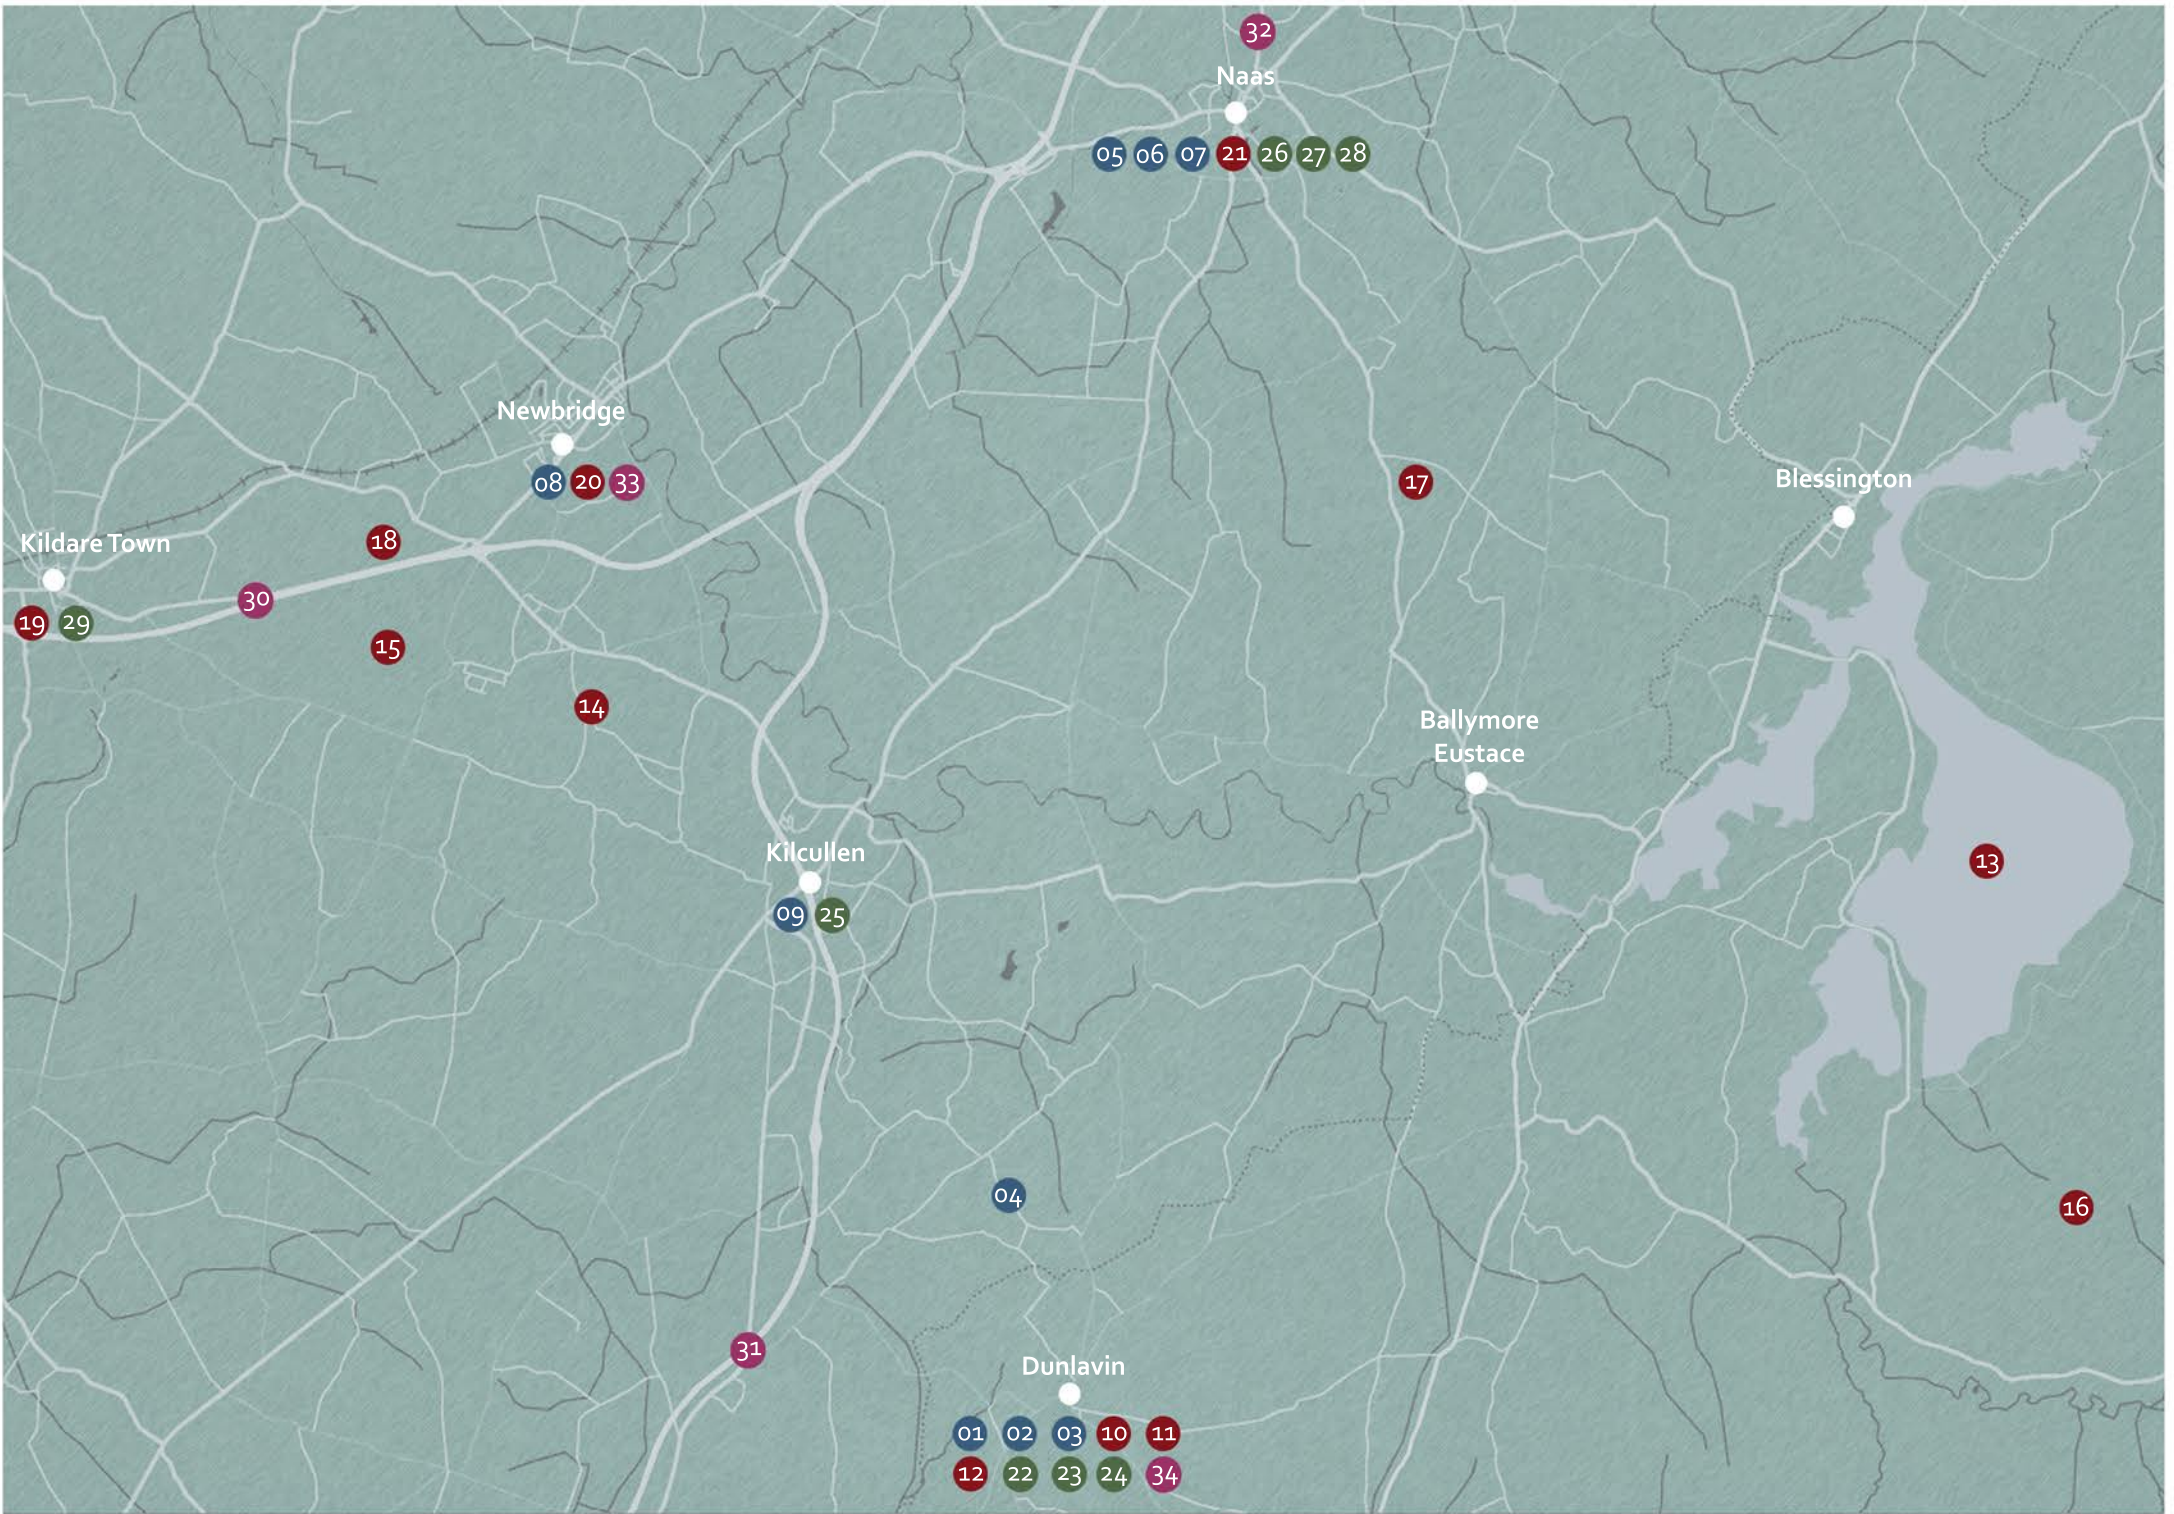 32
Naas
05 06 07 21 26 27 28
Newbridge
08 20 33
17
Blessington
Kildare Town
18
30
19 29
15
14
Ballymore
Eustace
Kilcullen
13
09 25
04
16
31
Dunlavin
01 02 03 10 11
12 22 23 24 34